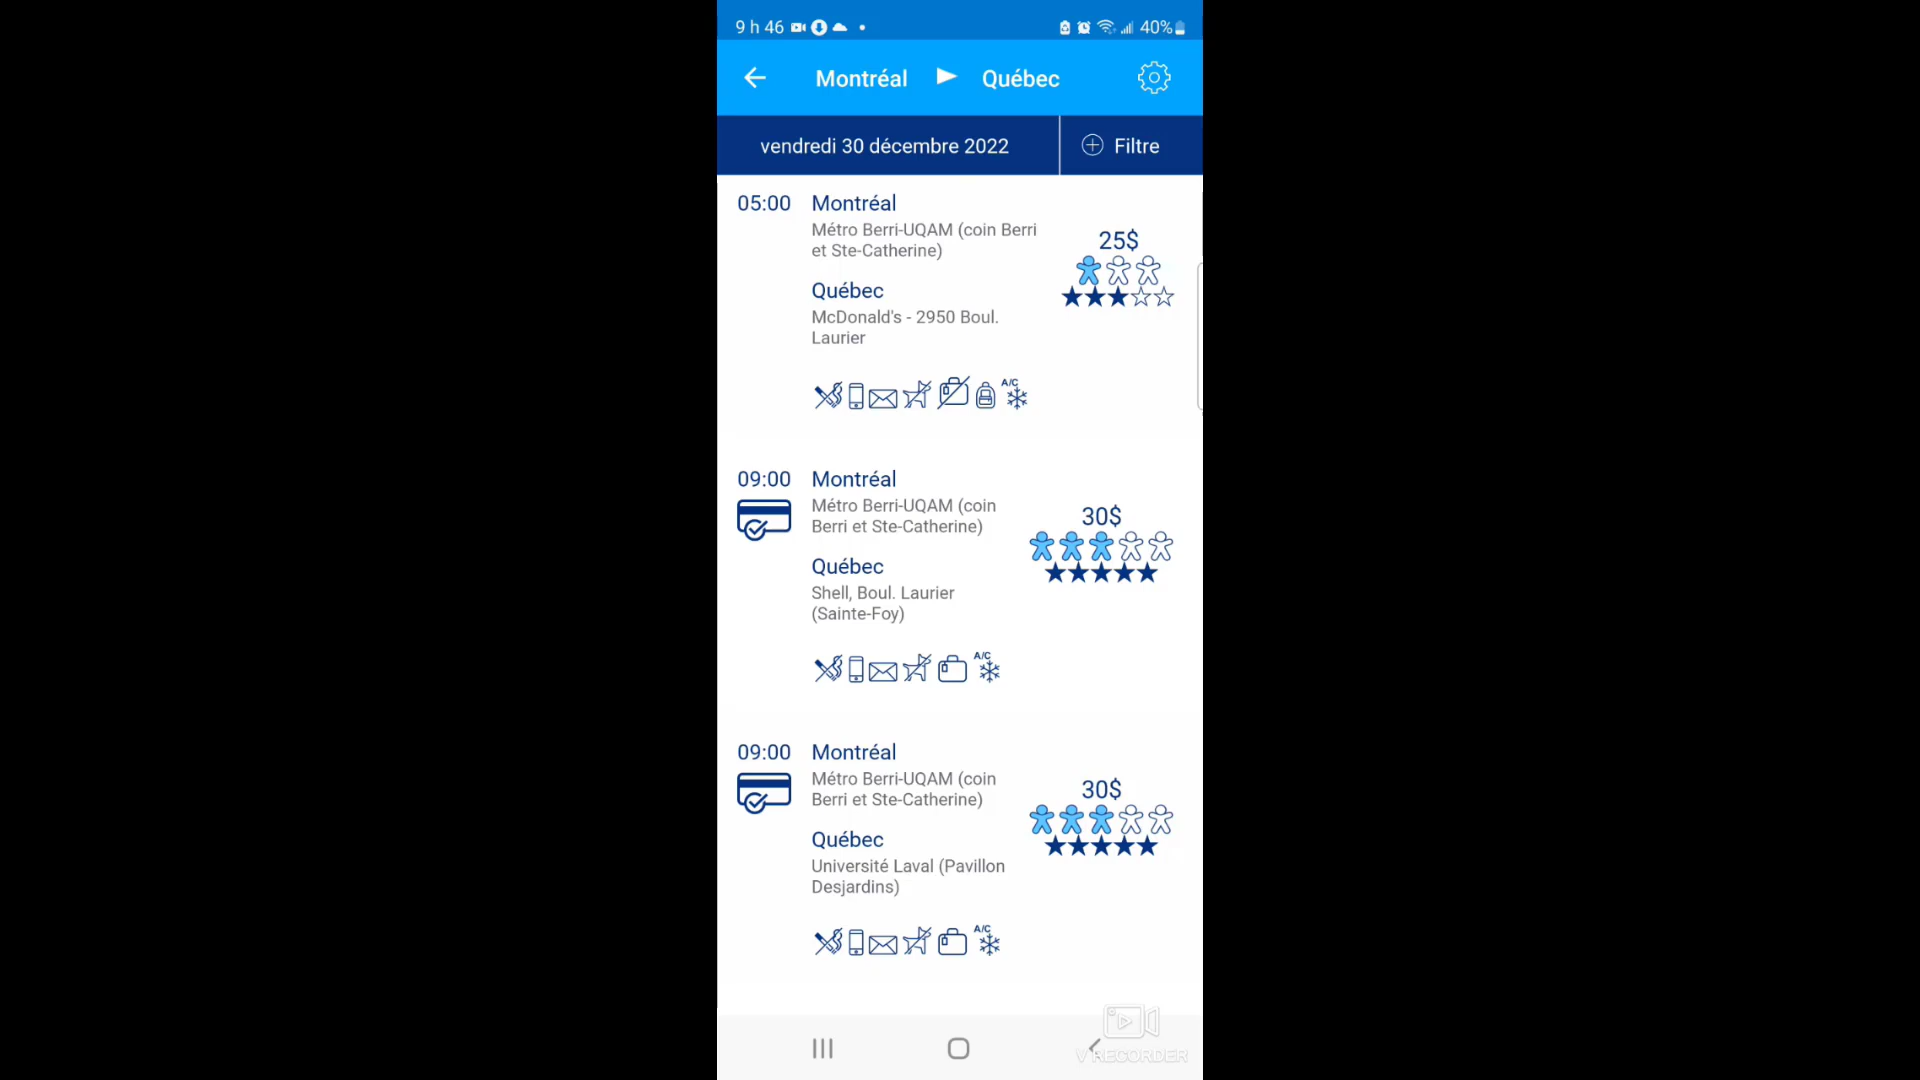 9 h 46
40%
Montréal
Québec
vendredi 30 décembre 2022
Filtre
05:00
Montréal
Métro Berri-UQAM (coin Berri
et Ste-Catherine)
25$
Québec
McDonald's - 2950 Boul.
Laurier
A/C
09:00
Montréal
Métro Berri-UQAM (coin
Berri et Ste-Catherine)
30$
Québec
Shell, Boul. Laurier
(Sainte-Foy)
A/C
09:00
Montréal
Métro Berri-UQAM (coin
Berri et Ste-Catherine)
30$
Québec
Université Laval (Pavillon
Desjardins)
A/C
V RECORDER